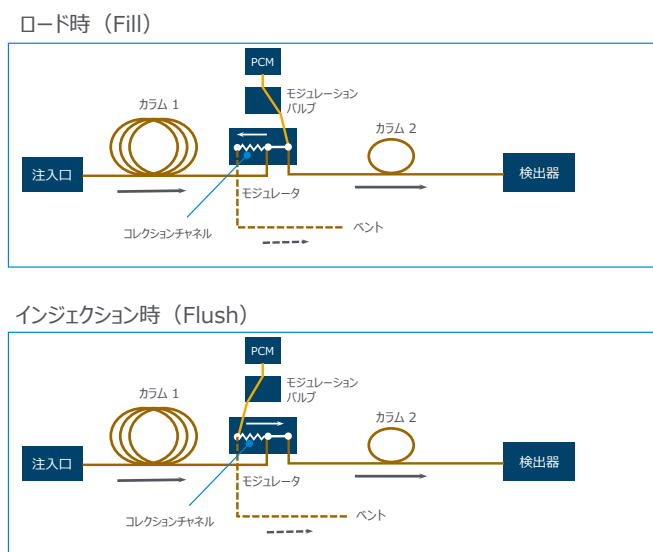 ロード時（Fill）
PCM
モジュレーション
バルブ
カラム 1
カラム 2
注入口
検出器
モジュレータ
コレクションチャネル
ベント
インジェクション時（Flush）
PCM
モジュレーション
バルブ
カラム 1
カラム 2
注入口
検出器
モジュレータ
コレクションチャネル
ベント